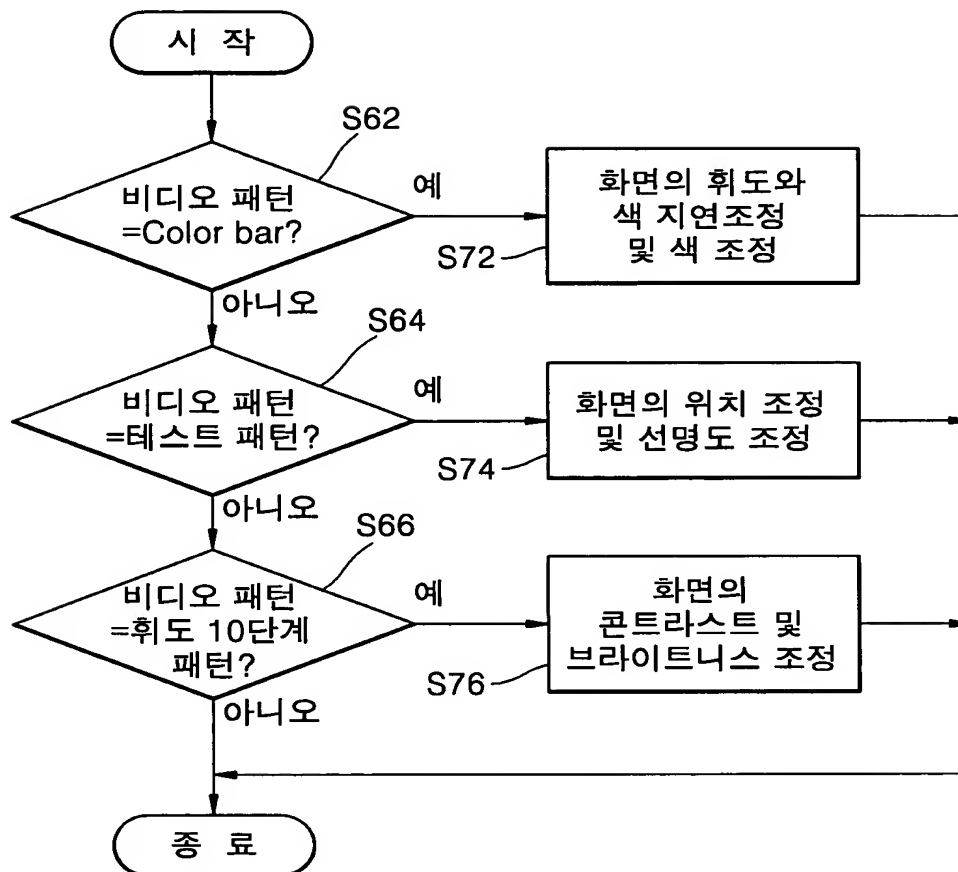 시 작
S62
비디오 패턴
=Color bar?
예
화면의 휘도와
색 지연조정
및 색 조정
S72
아니오
S64
비디오 패턴
=테스트 패턴?
예
화면의 위치 조정
및 선명도 조정
S74
아니오
S66
비디오 패턴
=휘도 10단계
패턴?
예
화면의
콘트라스트 및
브라이트니스 조정
S76
아니오
종 료